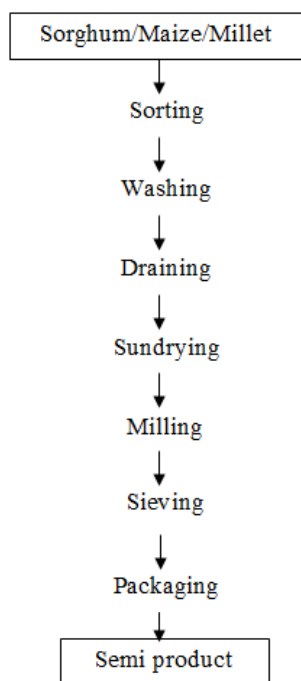 Sorghum/Maize/Millet
Sorting
Washing
Draining
Sundrying
Milling
Sieving
Packaging
Semi product